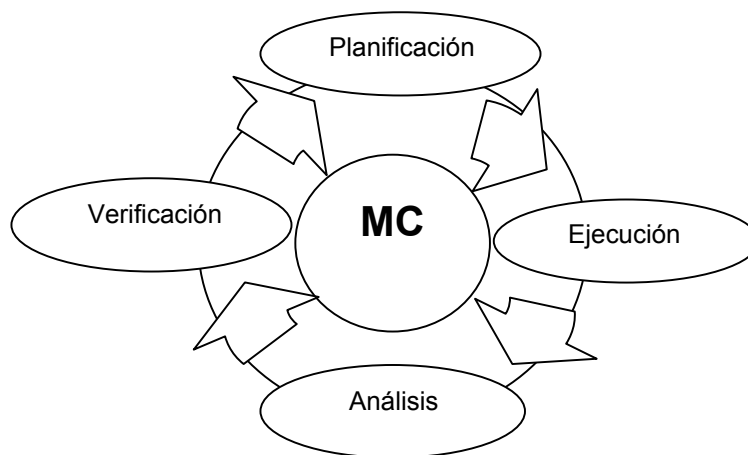 Planificación
Verificación
MC
Ejecución
Análisis